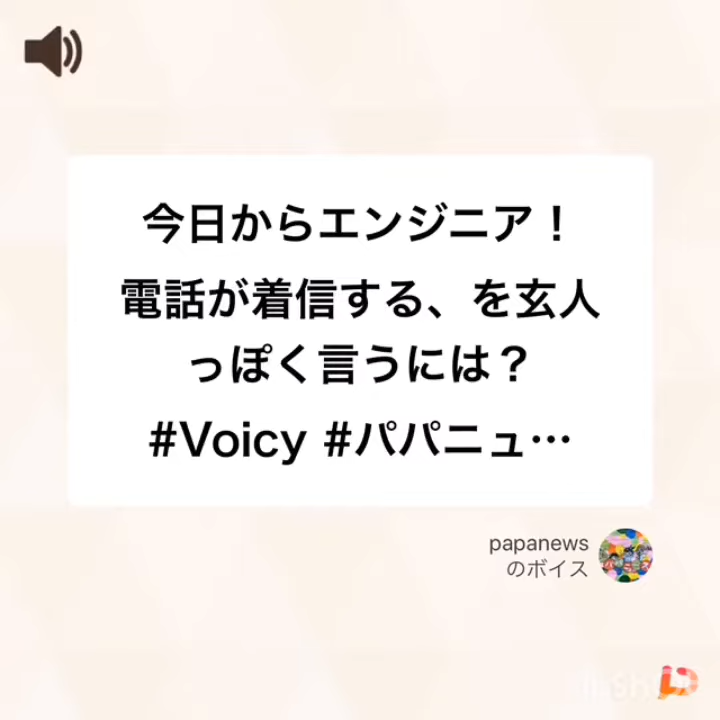 今日からエンジニア！
電話が着信する、を玄人
っぽく言うには？
#Voicy #パパニュ…
papanews
のボイス